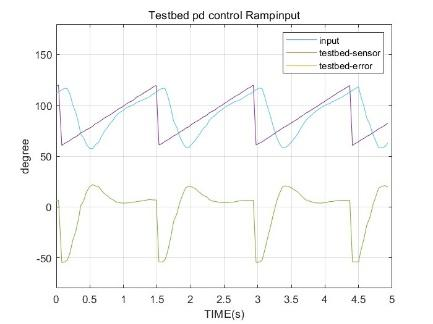 Testbed pd control Rampinput
input
testbed-sensor
testbed-error
150
100
50
0
-50
degree
0 0.5 1 1.5 2 2.5 3 3.5 4 4.5 5
TIME(s)